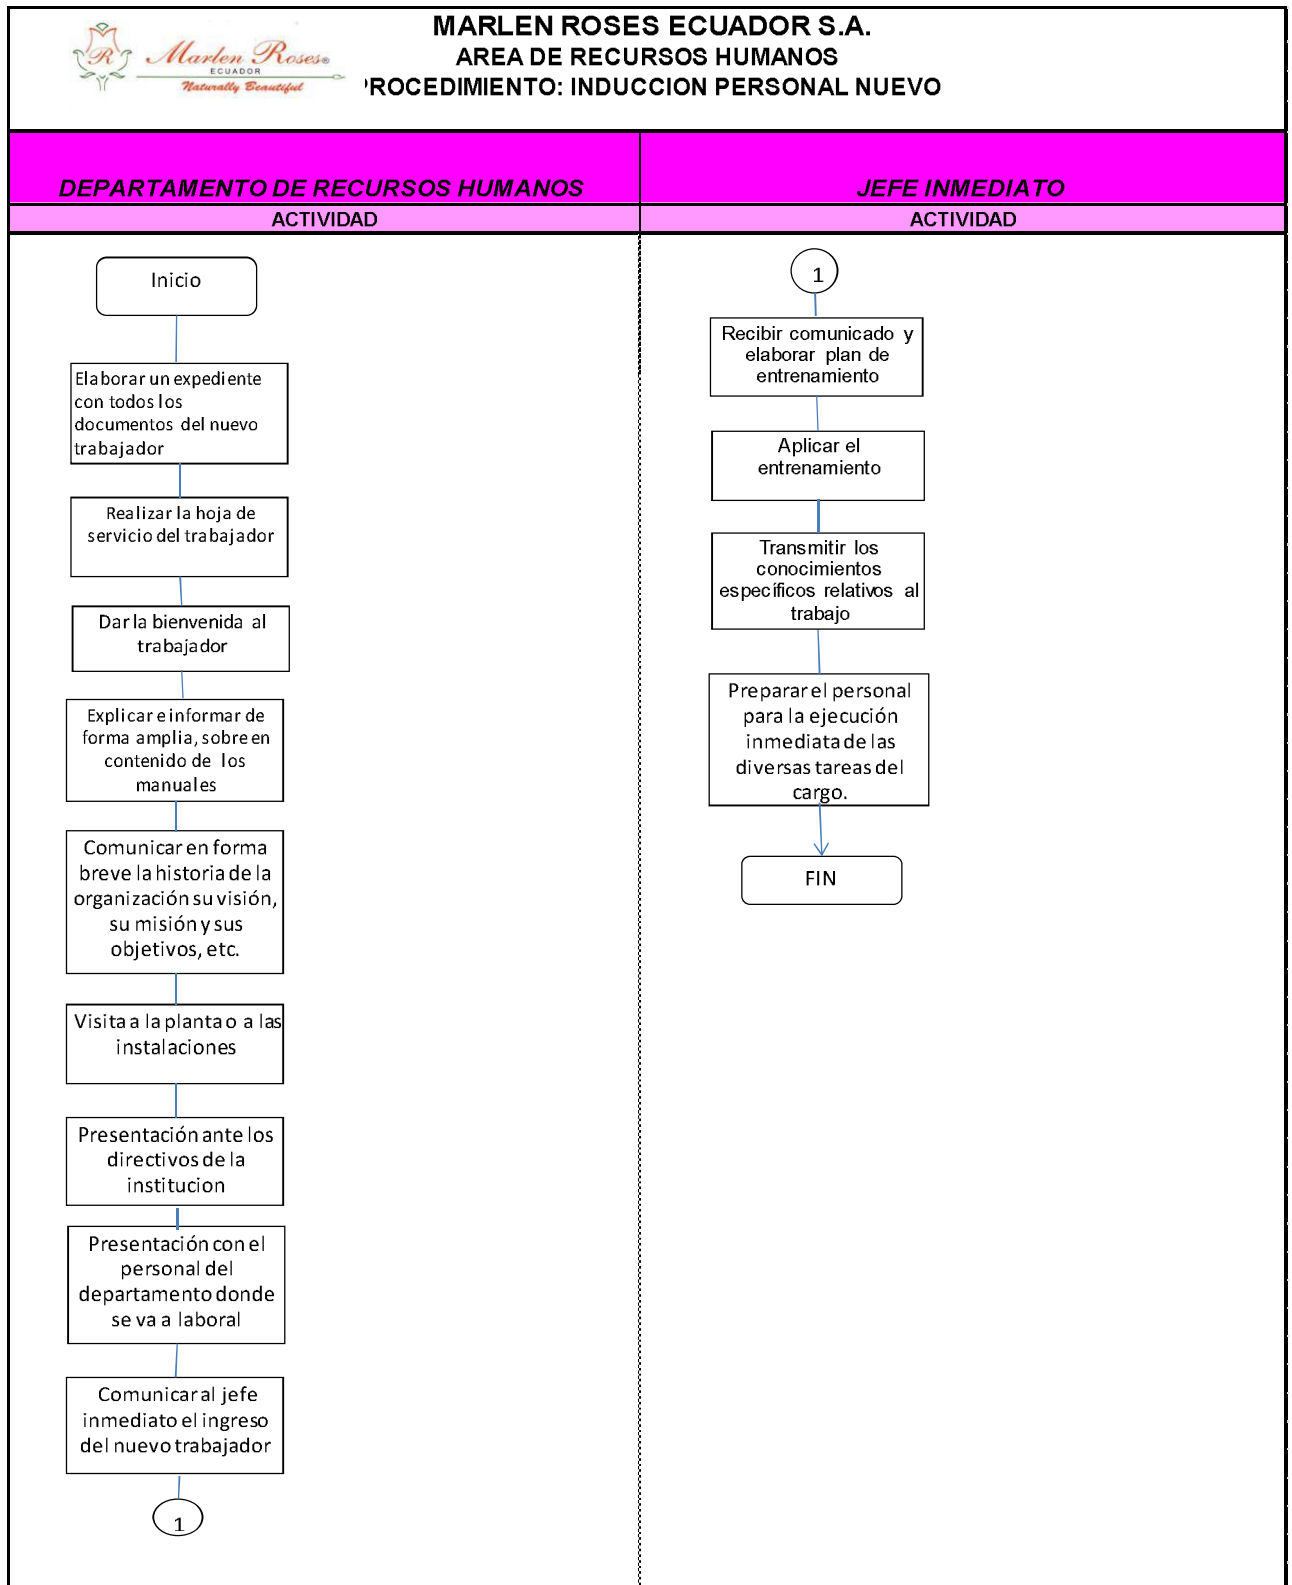 MARLEN ROSES ECUADOR S.A.
AREA DE RECURSOS HUMANOS
PROCEDIMIENTO: INDUCCION PERSONAL NUEVO
R
Marlen Roses®
ECUADOR
Naturally Beautiful
DEPARTAMENTO DE RECURSOS HUMANOS
ACTIVIDAD
Inicio
Elaborar un expediente
con todos los
documentos del nuevo
trabajador
Realizar la hoja de
servicio del trabajador
Dar la bienvenida al
trabajador
Explicar e informar de
forma amplia, sobre en
contenido de los
manuales
Comunicar en forma
breve la historia de la
organización su visión,
su misión y sus
objetivos, etc.
Visita a la planta o a las
instalaciones
Presentación ante los
directivos de la
institucion
Presentación con el
personal del
departamento donde
se va a laboral
Comunicar al jefe
inmediato el ingreso
del nuevo trabajador
1
JEFE INMEDIATO
ACTIVIDAD
1
Recibir comunicado y
elaborar plan de
entrenamiento
Aplicar el
entrenamiento
Transmitir los
conocimientos
específicos relativos al
trabajo
Preparar el personal
para la ejecución
inmediata de las
diversas tareas del
cargo.
FIN